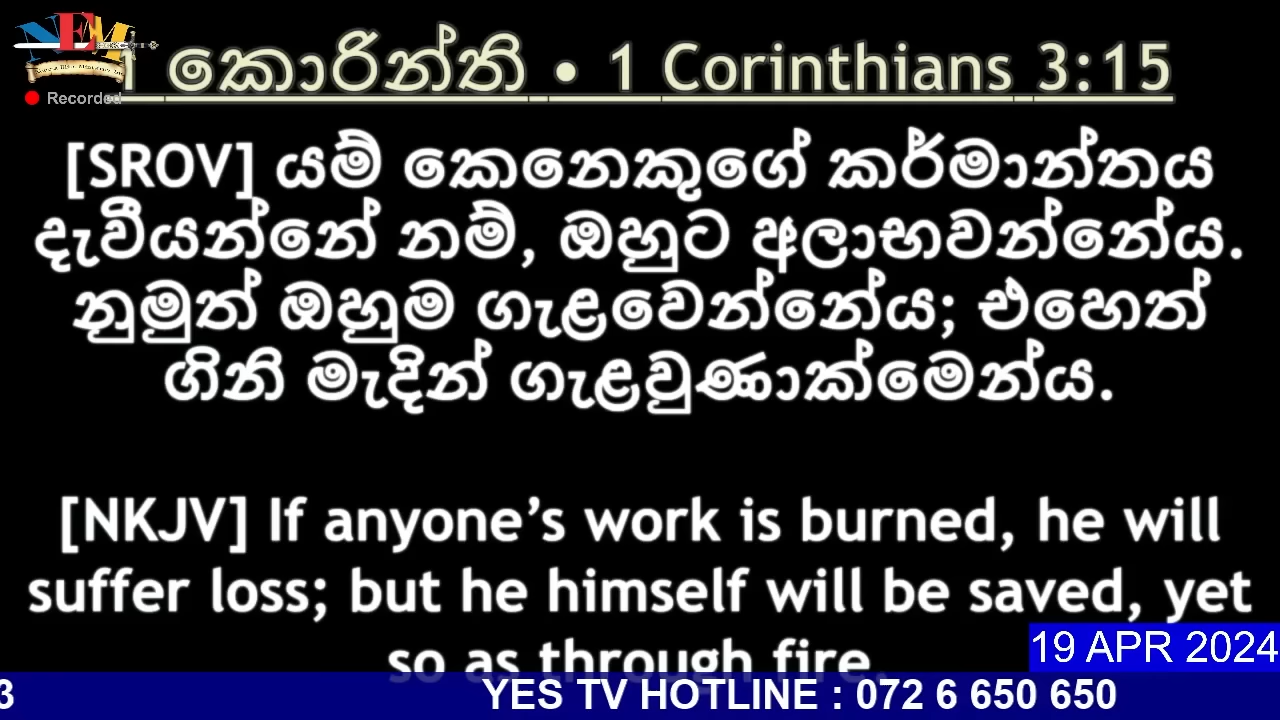 NEM
1 කොරින්ති • 1 Corinthians 3:15
Recorded
[SROV] යම් කෙනෙකුගේ කර්මාන්තය
දැවීයන්නේ නම්, ඔහුට අලාභවන්නේය.
නුමුත් ඔහුම ගැළවෙන්නේය; එහෙත්
ගිනි මැදින් ගැළවුණාක්මෙන්ය.
[NKJV] If anyone’s work is burned, he will
suffer loss; but he himself will be saved, yet
so as through fire.
19 APR 2024
3 YES TV HOTLINE : 072 6 650 650